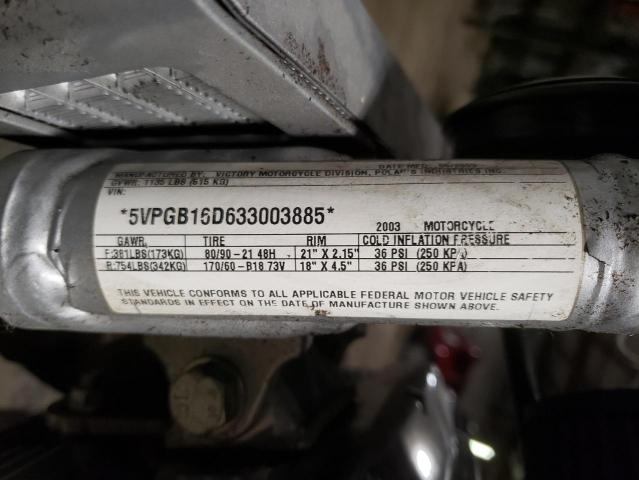 DATE MFD.
MANUFACTURED BY: VICTORY MOTORCYCLE DIVISION, POLARIS INDUSTRIES INC.
GVWR: 1135 LBS (515 KG)
VIN:
*5VPGB16D633003885*
2003 MOTORCYCLE
GAWR TIRE RIM COLD INFLATION PRESSURE
F:381LBS(173KG) 80/90 -21 48H 21" X 2.15" 36 PSI (250 KPA)
R:754LBS(342KG) 170/60 -B18 73V 18" X 4.5" 36 PSI (250 KPA)
THIS VEHICLE CONFORMS TO ALL APPLICABLE FEDERAL MOTOR VEHICLE SAFETY
STANDARDS IN EFFECT ON THE DATE OF MANUFACTURE SHOWN ABOVE.